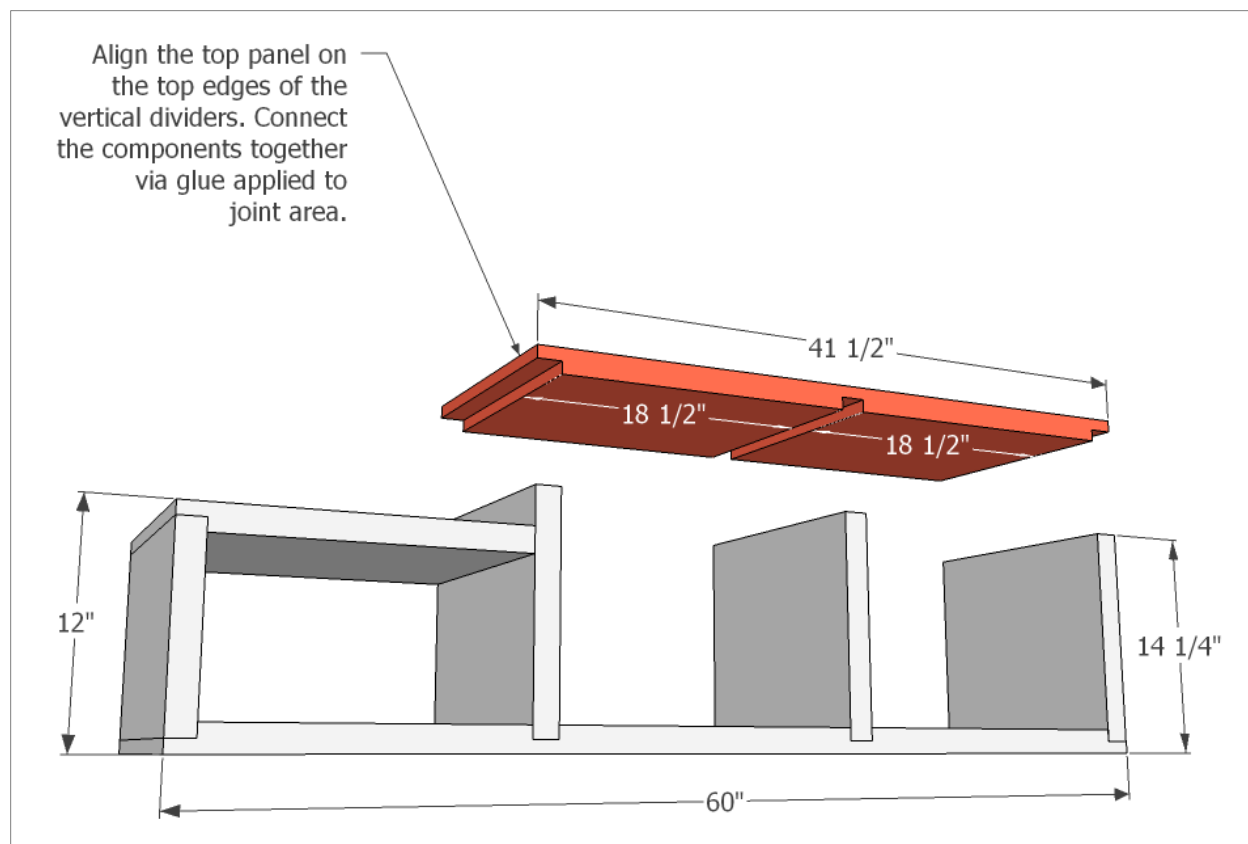 Align the top panel on
the top edges of the
vertical dividers. Connect
the components together
via glue applied to
joint area.
41 1/2"
18 1/2"
18 1/2"
12"
14 1/4"
60"